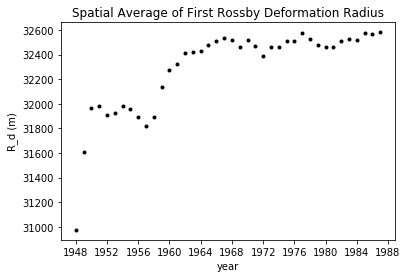 Spatial Average of First Rossby Deformation Radius
32600
32400
32200
32000
31800
31600
31400
31200
31000
R_d (m)
1948 1952 1956 1960 1964 1968 1972 1976 1980 1984 1988
year